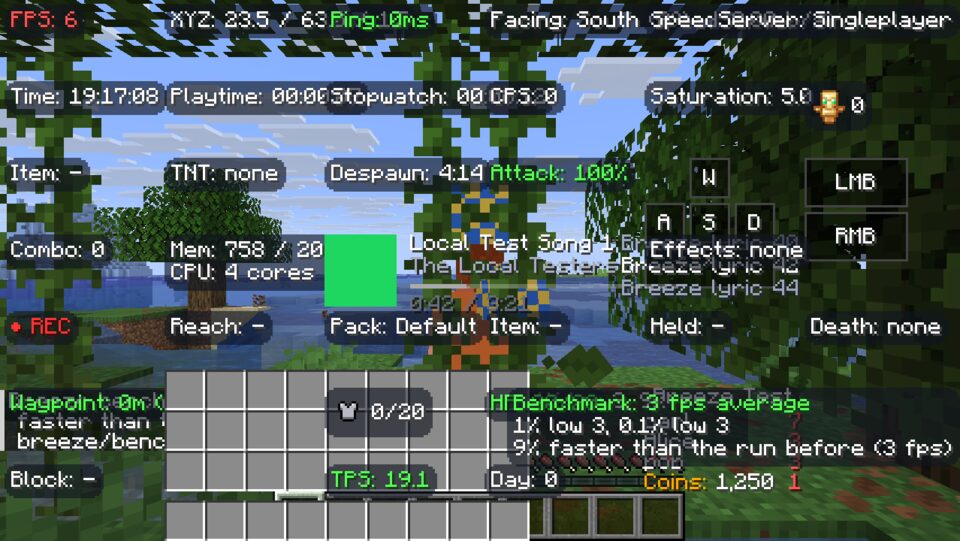 FPS: 6
XYZ: 23.5 / 63
Ping: 0ms
Facing: South
Speed
Server: Singleplayer
Time: 19:17:08
Playtime: 00:00
Stopwatch: 00
CPS: 0
Saturation: 5.0
0
Item: -
TNT: none
Despawn: 4:14
Attack: 100%
W
LMB
A S D
RMB
Combo: 0
Mem: 758 / 20
CPU: 4 cores
Local Test Song 1
The Local Testers
0:42 / 3:21
Effects: none
Breeze lyric 44
REC
Reach: -
Pack: Default
Item: -
Held: -
Death: none
Waypoint: 0m
faster than
breeze/benc
0/20
Benchmark: 3 fps average
1% low 3, 0.1% low 3
9% faster than the run before (3 fps)
Block: -
TPS: 19.1
Day: 0
Coins: 1,250
1